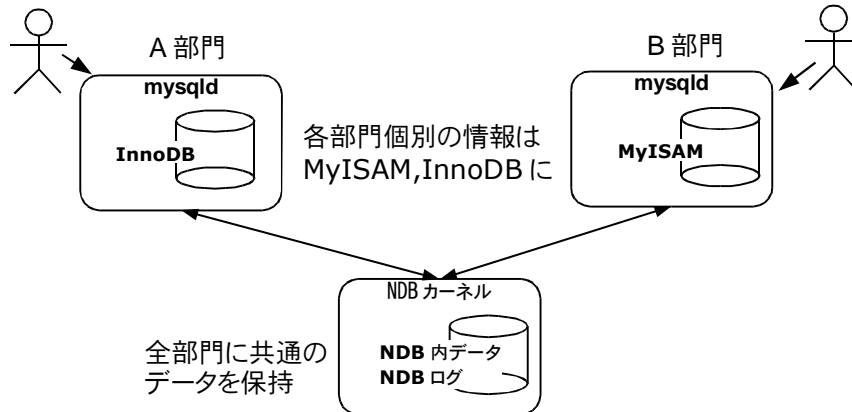 A 部門
B 部門
mysqld
mysqld
InnoDB
各部門個別の情報は
MyISAM,InnoDB に
MyISAM
NDB カーネル
全部門に共通の
データを保持
NDB 内データ
NDB ログ